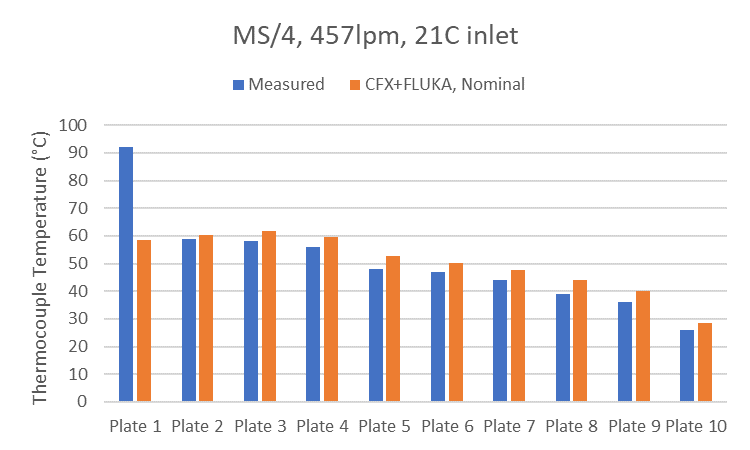 MS/4, 457lpm, 21C inlet
Measured
CFX+FLUKA, Nominal
Thermocouple Temperature (°C)
100
90
80
70
60
50
40
30
20
10
0
Plate 1 Plate 2 Plate 3 Plate 4 Plate 5 Plate 6 Plate 7 Plate 8 Plate 9 Plate 10